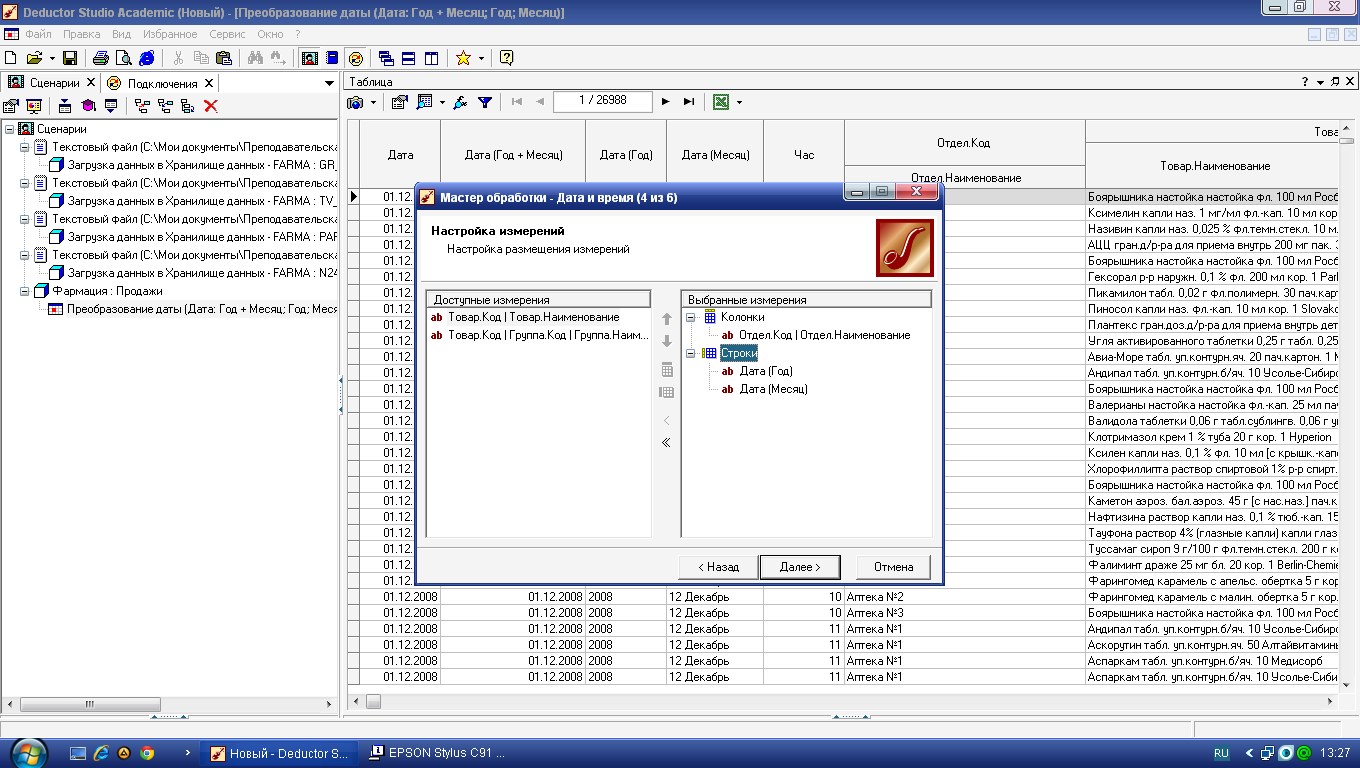 Deductor Studio Academic (Новый) - [Преобразование даты (Дата: Год + Месяц; Год; Месяц)]
Файл Правка Вид Избранное Сервис Окно ?
Сценарии Подключения
Таблица
1 / 26988
Сценарии
Текстовый файл (C:\Мои документы\Преподавательска
Загрузка данных в Хранилище данных - FARMA : GR_
Текстовый файл (C:\Мои документы\Преподавательска
Загрузка данных в Хранилище данных - FARMA : TV_
Текстовый файл (C:\Мои документы\Преподавательска
Загрузка данных в Хранилище данных - FARMA : PAF
Текстовый файл (C:\Мои документы\Преподавательска
Загрузка данных в Хранилище данных - FARMA : N24
Фармация : Продажи
Преобразование даты (Дата: Год + Месяц; Год; Меся
Дата Дата (Год + Месяц) Дата (Год) Дата (Месяц) Час Отдел.Код Това
Отдел.Наименование Товар.Наименование
01.12. Боярышника настойка настойка фл. 100 мл Росб
01.12. Ксимелин капли наз. 1 мг/мл фл.-кап. 10 мл кор
01.12. Називин капли наз. 0,025 % фл.темн.стекл. 10 м
01.12. АЦЦ гран.д/р-ра для приема внутрь 200 мг пак. 3
01.12. Боярышника настойка настойка фл. 100 мл Росб
01.12. Гексорал р-р наружн. 0,1 % фл. 200 мл кор. 1 Parl
01.12. Пикамилон табл. 0,02 г фл.полимерн. 30 пач.карт
01.12. Пиносол капли наз. фл.-кап. 10 мл кор. 1 Slovako
01.12. Плантекс гран.доз.д/р-ра для приема внутрь дет
01.12. Угля активированного таблетки 0,25 г табл. 0,25
01.12. Авиа-Море табл. уп.контурн.яч. 20 пач.картон. 1 М
01.12. Андипал табл. уп.контурн.б/яч. 10 Усолье-Сибирс
01.12. Боярышника настойка настойка фл. 100 мл Росб
01.12. Валерианы настойка настойка фл.-кап. 25 мл пач
01.12. Валидола таблетки 0,06 г табл.сублингв. 0,06 г у
01.12. Клотримазол крем 1 % туба 20 г кор. 1 Hyperion
01.12. Ксилен капли наз. 0,1 % фл. 10 мл [с крышк.-кап
01.12. Хлорофиллипта раствор спиртовой 1% р-р спирт.
01.12. Боярышника настойка настойка фл. 100 мл Росб
01.12. Каметон аэроз. бал.аэроз. 45 г [с нас.наз.] пач.к
01.12. Нафтизина раствор капли наз. 0,1 % тюб.-кап. 15
01.12. Тауфона раствор 4% (глазные капли) капли глаз
01.12. Туссамаг сироп 9 г/100 г фл.темн.стекл. 200 г к
01.12. Фалиминт драже 25 мг бл. 20 кор. 1 Berlin-Chemie
01.12. Фарингомед карамель с апельс. обертка 5 г кор
01.12.2008 01.12.2008 2008 12 Декабрь 10 Аптека №2 Фарингомед карамель с малин. обертка 5 г кор.
01.12.2008 01.12.2008 2008 12 Декабрь 10 Аптека №3 Боярышника настойка настойка фл. 100 мл Росб
01.12.2008 01.12.2008 2008 12 Декабрь 11 Аптека №1 Андипал табл. уп.контурн.б/яч. 10 Усолье-Сибирс
01.12.2008 01.12.2008 2008 12 Декабрь 11 Аптека №1 Аскорутин табл. уп.контурн.яч. 50 Алтайвитамины
01.12.2008 01.12.2008 2008 12 Декабрь 11 Аптека №1 Аспаркам табл. уп.контурн.б/яч. 10 Медисорб
01.12.2008 01.12.2008 2008 12 Декабрь 11 Аптека №1 Аспаркам табл. уп.контурн.б/яч. 10 Усолье-Сиби
Мастер обработки - Дата и время (4 из 6)
Настройка измерений
Настройка размещения измерений
Доступные измерения
ab Товар.Код | Товар.Наименование
ab Товар.Код | Группа.Код | Группа.Наим...
Выбранные измерения
Колонки
ab Отдел.Код | Отдел.Наименование
Строки
ab Дата (Год)
ab Дата (Месяц)
< Назад Далее > Отмена
Новый - Deductor S... EPSON Stylus C91 ... RU 13:27